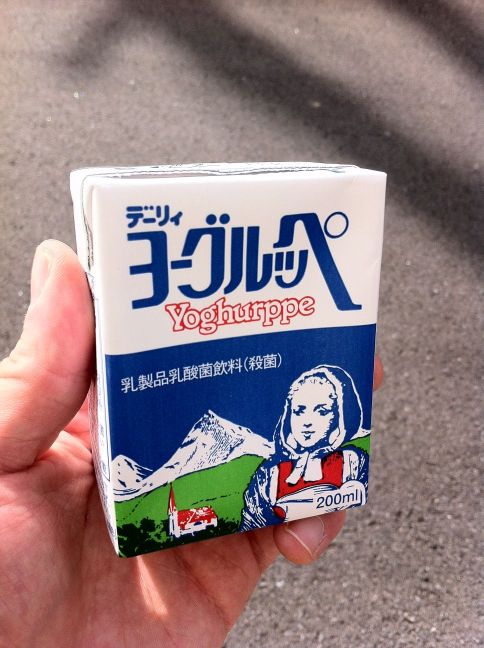 デーリィ
ヨーグルッペ
Yoghurppe
乳製品乳酸菌飲料(殺菌)
200ml